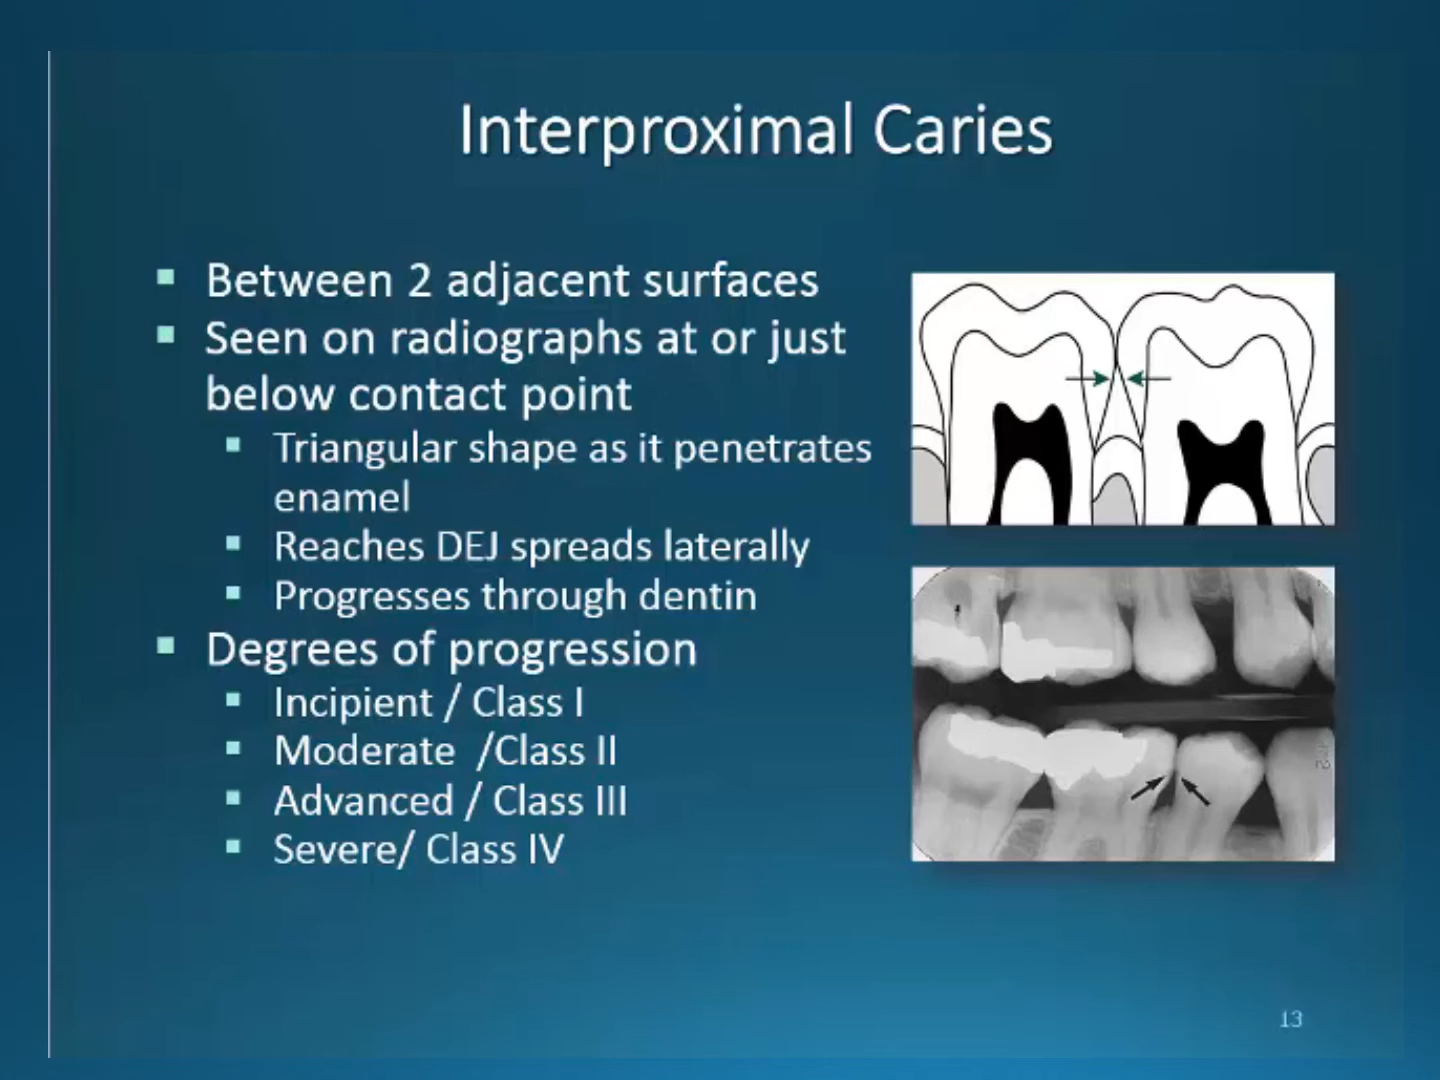 Interproximal Caries
Between 2 adjacent surfaces
Seen on radiographs at or just
below contact point
Triangular shape as it penetrates
enamel
Reaches DEJ spreads laterally
Progresses through dentin
Degrees of progression
Incipient / Class I
Moderate  /Class II
Advanced / Class III
Severe/ Class IV
13